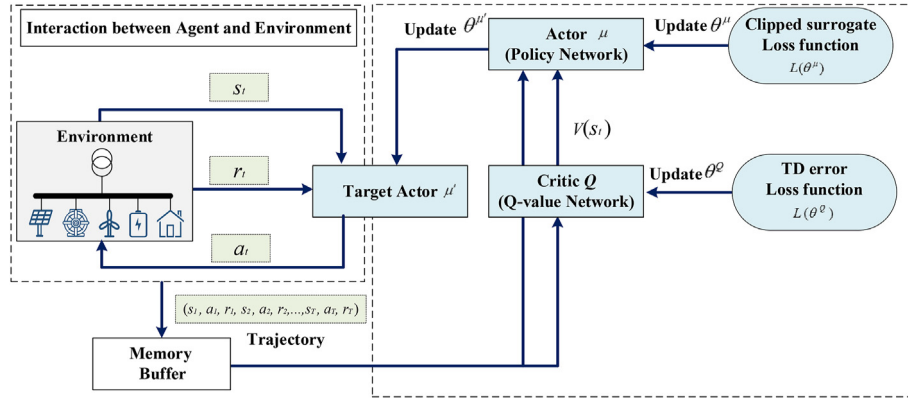 Interaction between Agent and Environment
s_t
Environment
r_t
a_t
Target Actor μ′
(s_1, a_1, r_1, s_2, a_2, r_2,...,s_T, a_T, r_T)
Trajectory
Memory
Buffer
Update θ^μ′
Actor μ
(Policy Network)
Update θ^μ
Clipped surrogate
Loss function
L(θ^μ)
V(s_t)
Critic Q
(Q-value Network)
Update θ^Q
TD error
Loss function
L(θ^Q)